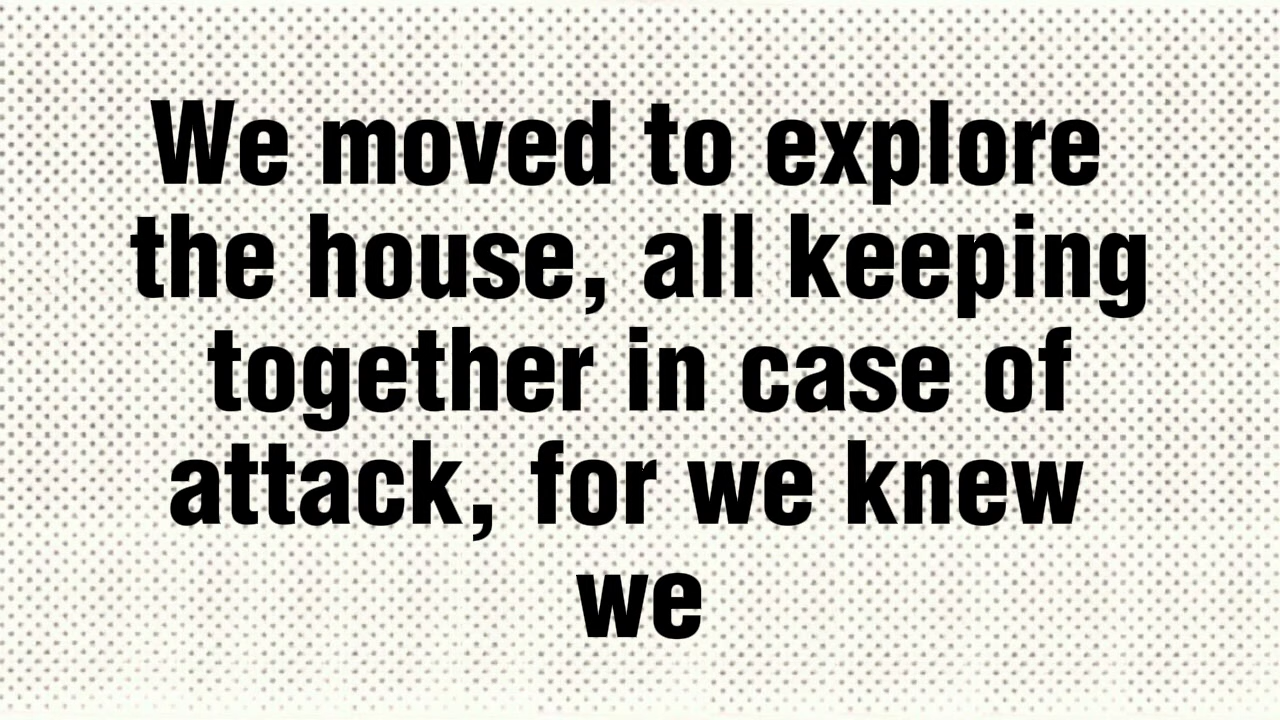 We moved to explore
the house, all keeping
together in case of
attack, for we knew
we